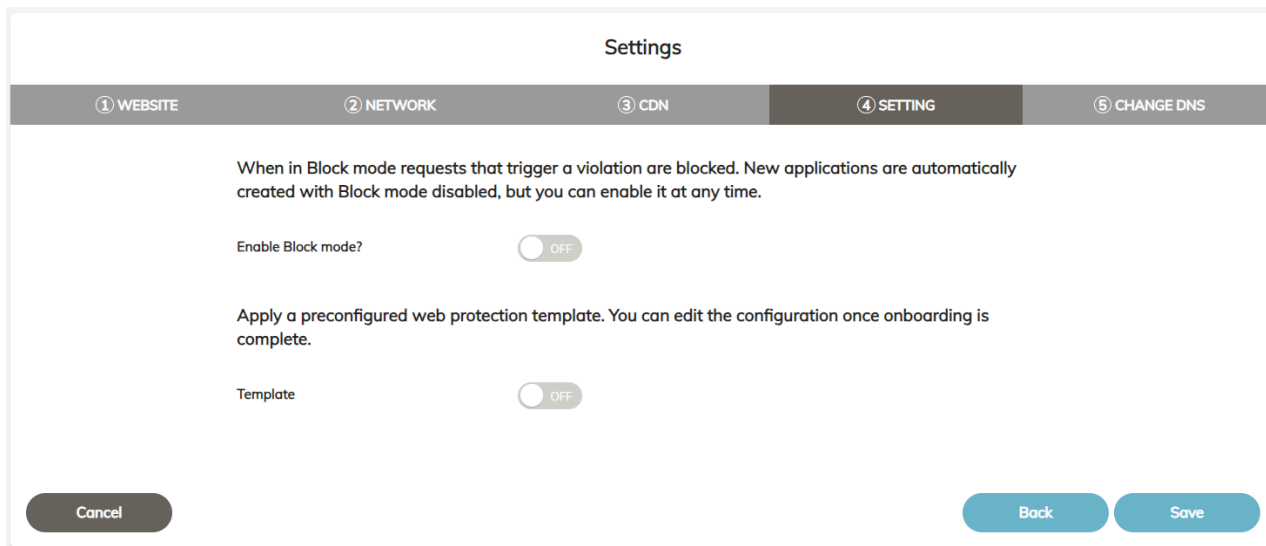 Settings
① WEBSITE ② NETWORK ③ CDN ④ SETTING ⑤ CHANGE DNS
When in Block mode requests that trigger a violation are blocked. New applications are automatically
created with Block mode disabled, but you can enable it at any time.
Enable Block mode? OFF
Apply a preconfigured web protection template. You can edit the configuration once onboarding is
complete.
Template OFF
Cancel Back Save